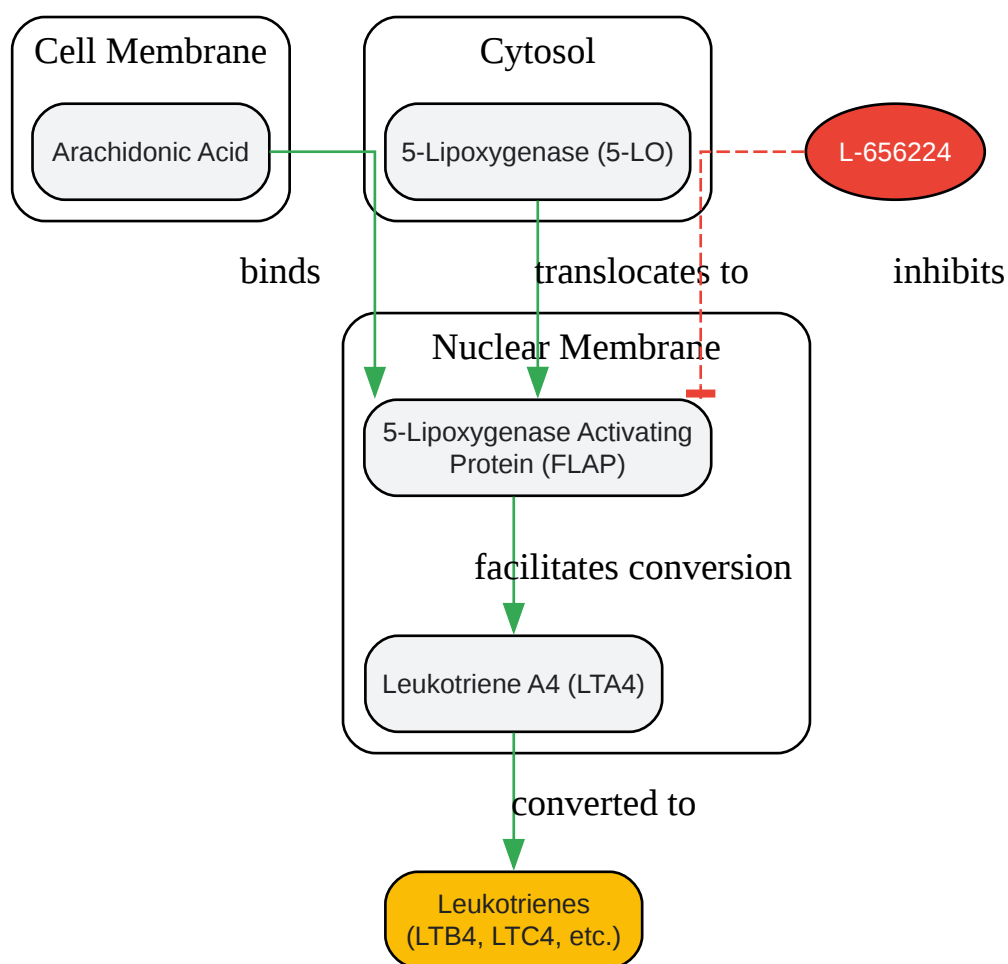 Cell Membrane
Cytosol
Arachidonic Acid
5-Lipoxygenase (5-LO)
L-656224
binds
translocates to
inhibits
Nuclear Membrane
5-Lipoxygenase Activating
Protein (FLAP)
facilitates conversion
Leukotriene A4 (LTA4)
converted to
Leukotrienes
(LTB4, LTC4, etc.)